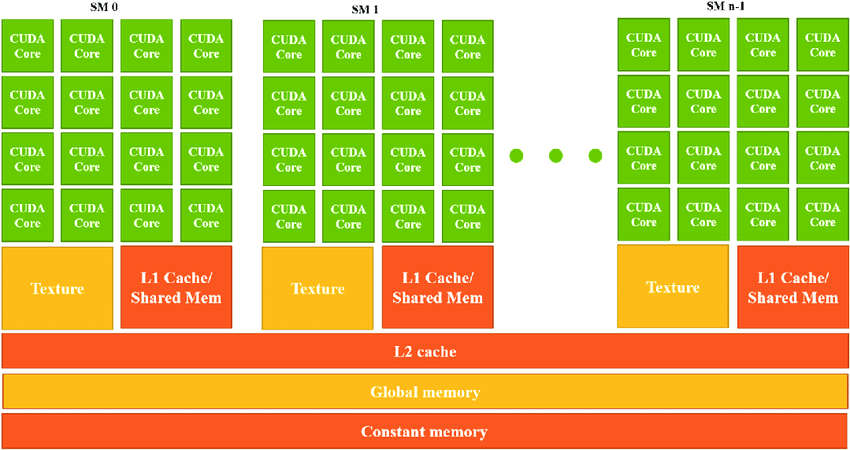 SM 0 SM 1 SM n-1
CUDA CUDA CUDA CUDA CUDA CUDA CUDA CUDA CUDA CUDA CUDA CUDA
Core Core Core Core Core Core Core Core Core Core Core Core
CUDA CUDA CUDA CUDA CUDA CUDA CUDA CUDA CUDA CUDA CUDA CUDA
Core Core Core Core Core Core Core Core Core Core Core Core
CUDA CUDA CUDA CUDA CUDA CUDA CUDA CUDA CUDA CUDA CUDA CUDA
Core Core Core Core Core Core Core Core Core Core Core Core
CUDA CUDA CUDA CUDA CUDA CUDA CUDA CUDA CUDA CUDA CUDA CUDA
Core Core Core Core Core Core Core Core Core Core Core Core
Texture L1 Cache/ Texture L1 Cache/ Texture L1 Cache/
Shared Mem Shared Mem Shared Mem
L2 cache
Global memory
Constant memory